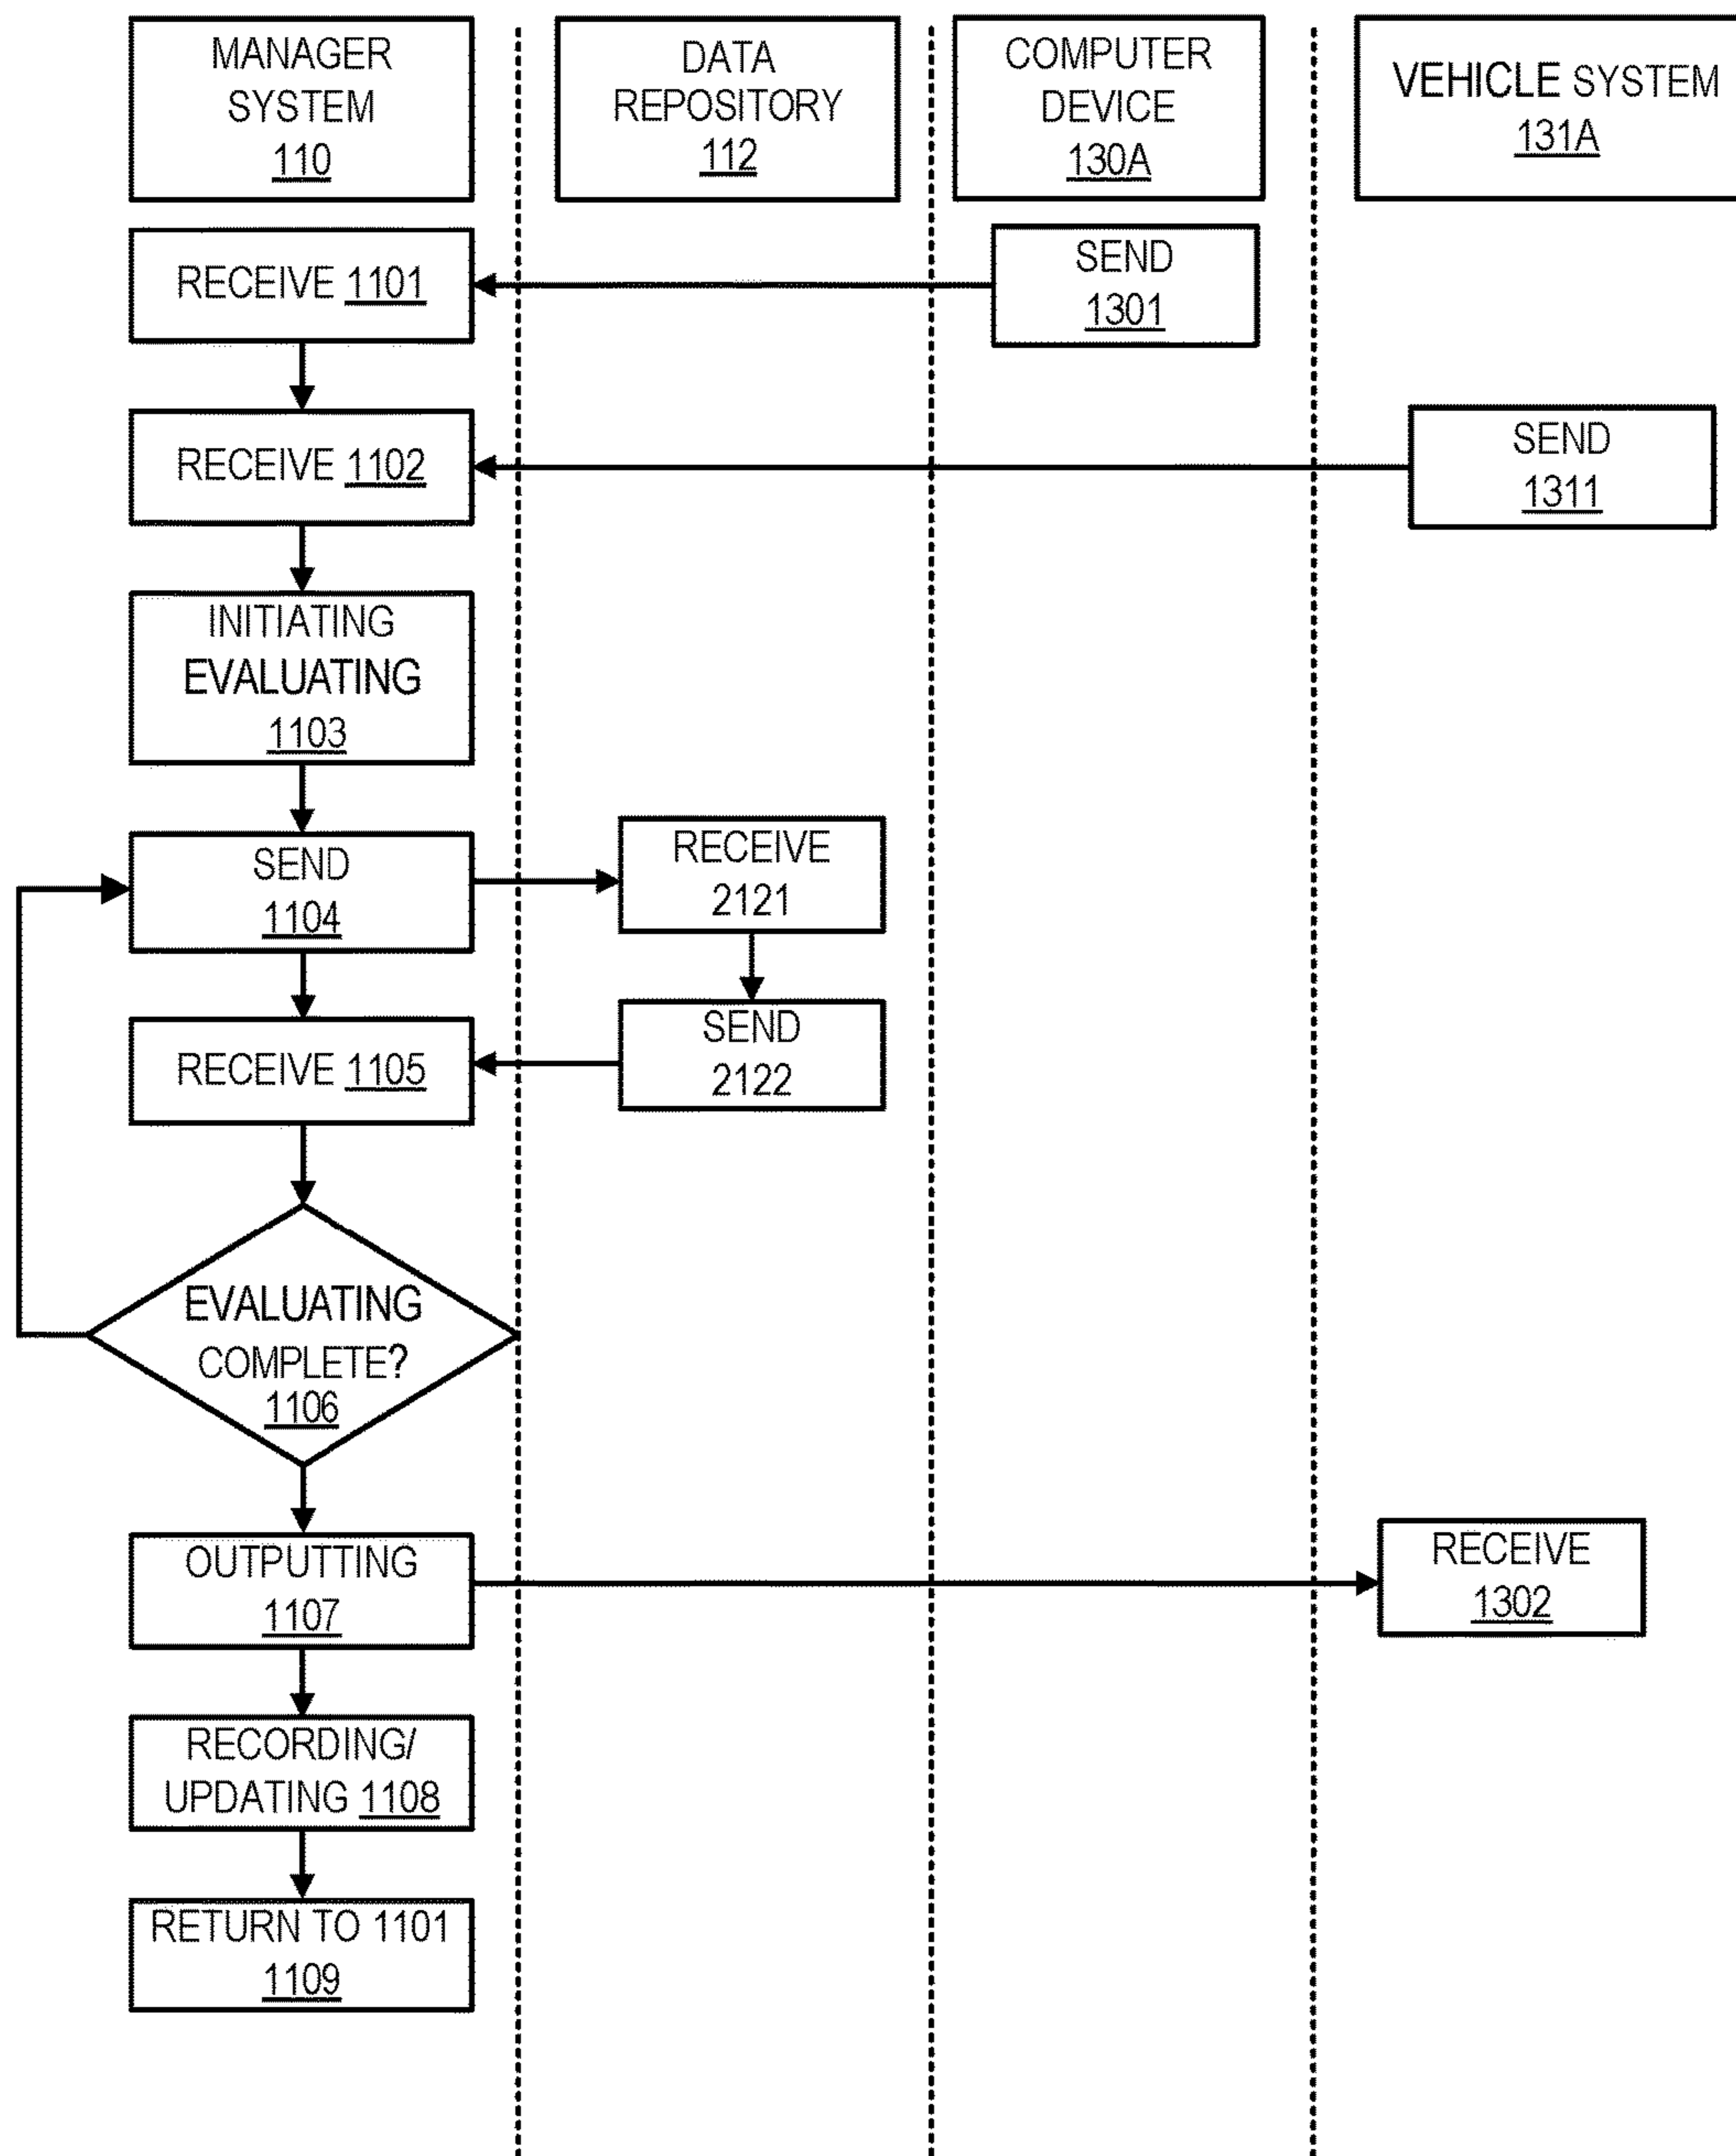 MANAGER
SYSTEM
110
DATA
REPOSITORY
112
COMPUTER
DEVICE
130A
VEHICLE SYSTEM
131A
RECEIVE 1101
SEND
1301
RECEIVE 1102
SEND
1311
INITIATING
EVALUATING
1103
SEND
1104
RECEIVE
2121
RECEIVE 1105
SEND
2122
EVALUATING
COMPLETE?
1106
OUTPUTTING
1107
RECEIVE
1302
RECORDING/
UPDATING 1108
RETURN TO 1101
1109